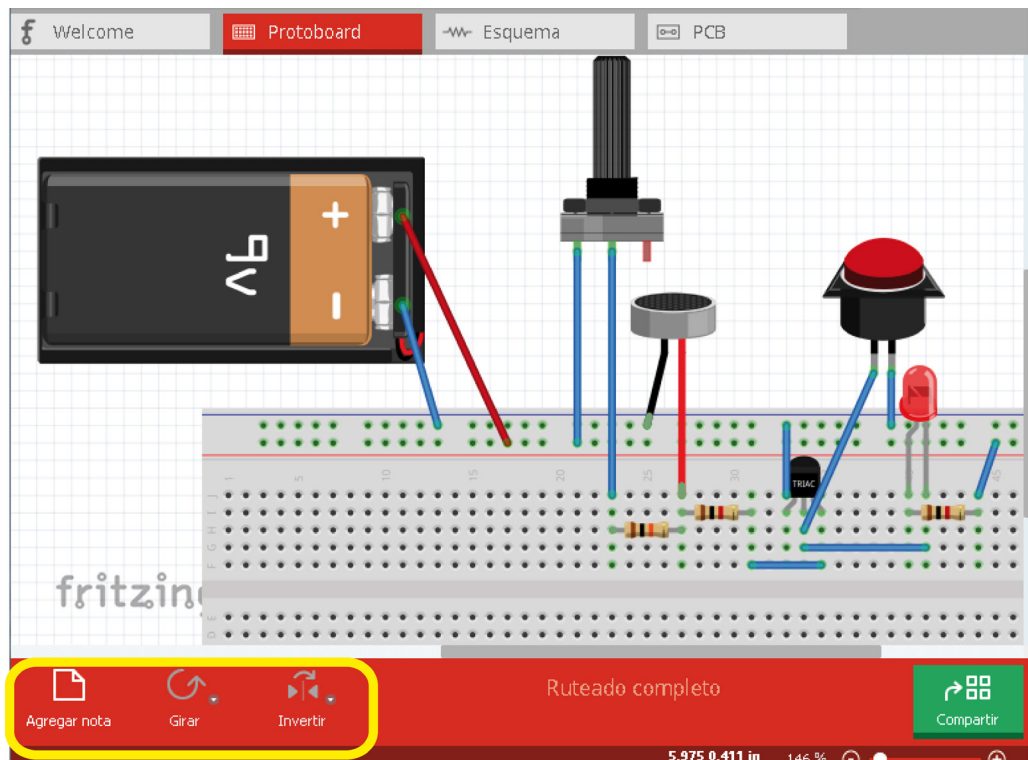 f Welcome
Protoboard
Esquema
PCB
9V
+
-
TRIAC
1
5
10
15
20
25
30
45
J
I
H
G
F
E
D
fritzing
Agregar nota
Girar
Invertir
Ruteado completo
Compartir
5.975 0.411 in
146 %